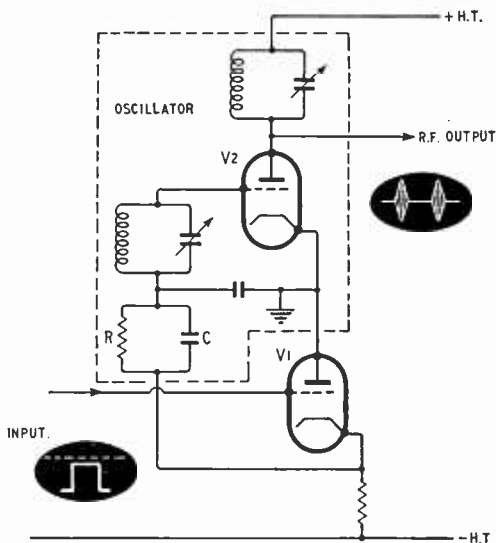 + H.T.
OSCILLATOR
R.F. OUTPUT
V2
R
C
V1
INPUT.
- H.T